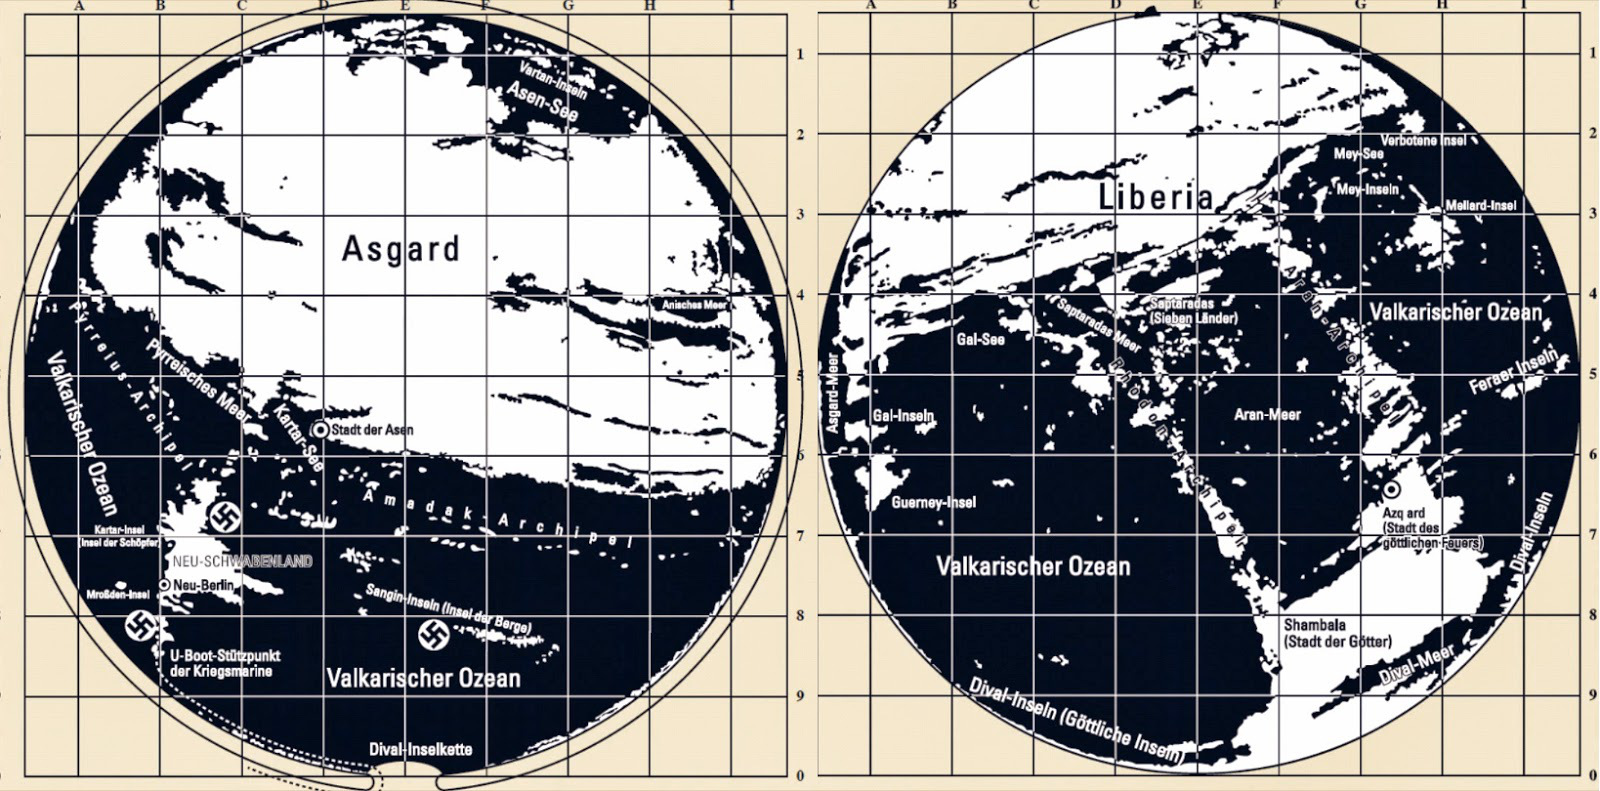 A B C D E F G H I
1
2
3
4
5
6
7
8
9
0
Vartan-Inseln
Asen-See
Asgard
Anisches Meer
Pyrreius-Archipel
Pyrreisches Meer
Valkarischer Ozean
Kartar-See
Stadt der Asen
Amadak-Archipel
Kartar-Insel
(Insel der Schöpfer)
NEU-SCHWABENLAND
Neu-Berlin
Mroßden-Insel
Sangin-Inseln (Insel der Berge)
U-Boot-Stützpunkt
der Kriegsmarine
Valkarischer Ozean
Dival-Inselkette
A B C D E F G H I
1
2
3
4
5
6
7
8
9
0
Verbotene Insel
Mey-See
Mey-Inseln
Liberia
Mellard-Insel
Aran-Archipel
Saptaradas
(Sieben Länder)
Saptaradas Meer
Valkarischer Ozean
Gal-See
Asgard-Meer
Rhodon-Archipel
Feraer Inseln
Gal-Inseln
Aran-Meer
Guerney-Insel
Azq ard
(Stadt des
göttlichen Feuers)
Dival-Inseln
Valkarischer Ozean
Shambala
(Stadt der Götter)
Dival-Meer
Dival-Inseln (Göttliche Inseln)